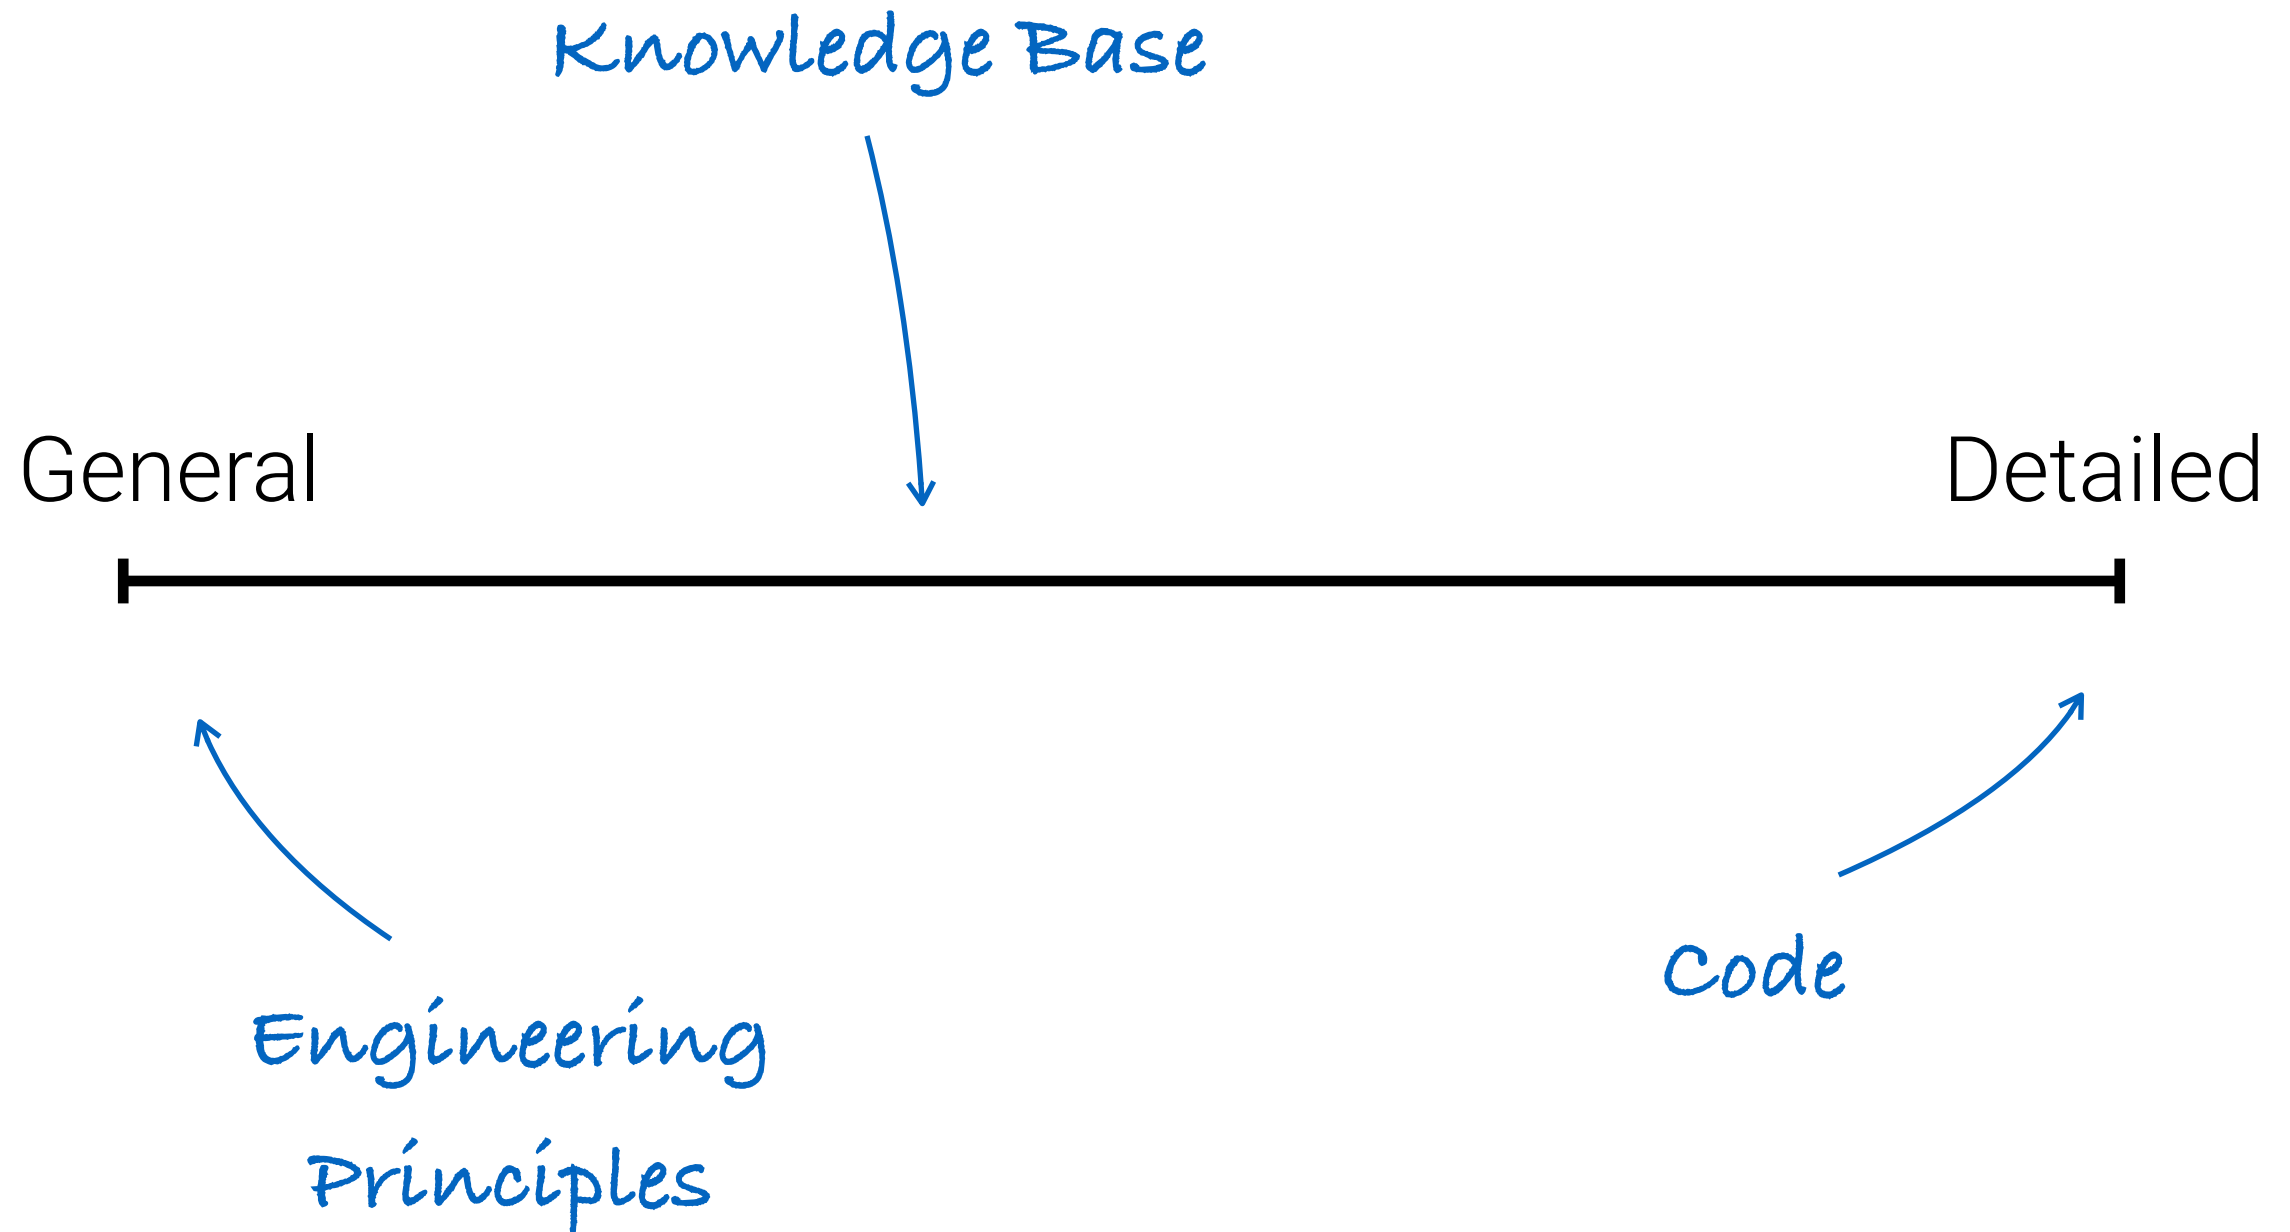 Knowledge Base
General
Detailed
Code
Engineering
Principles